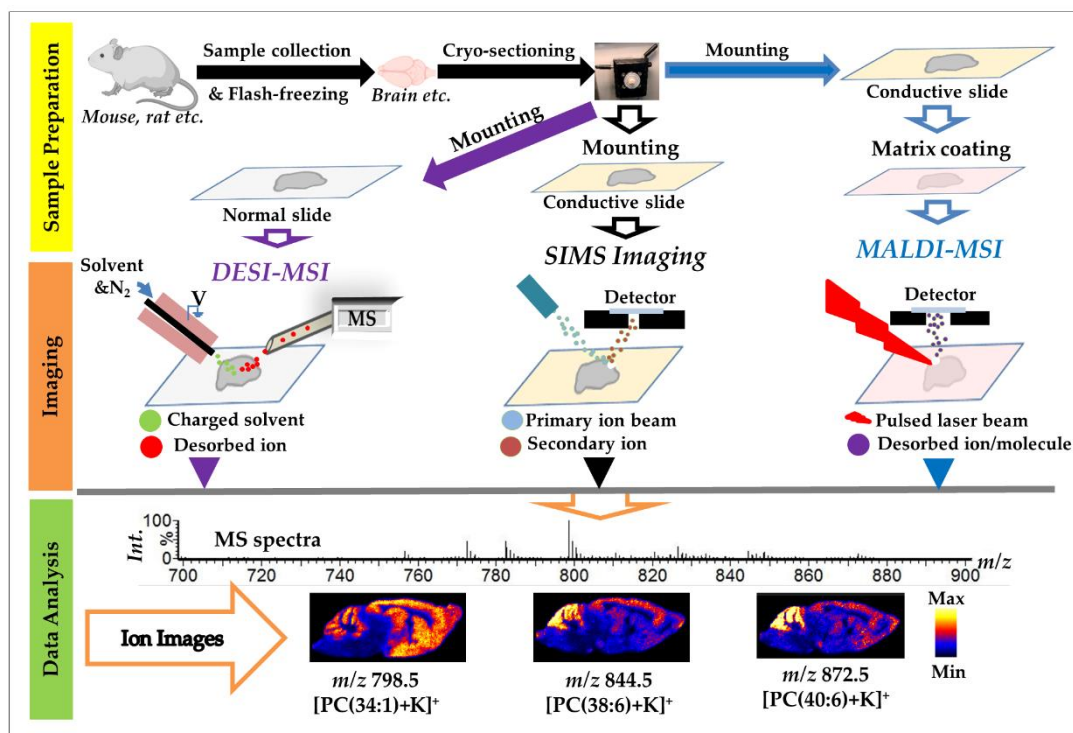 Sample Preparation
Sample collection
& Flash-freezing
Mouse, rat etc.
Brain etc.
Cryo-sectioning
Mounting
Conductive slide
Matrix coating
MALDI-MSI
Mounting
Normal slide
DESI-MSI
Mounting
Conductive slide
SIMS Imaging
Imaging
Solvent
&N₂
V
MS
Charged solvent
Desorbed ion
Detector
Primary ion beam
Secondary ion
Detector
Pulsed laser beam
Desorbed ion/molecule
Data Analysis
Int.
%
100
0
MS spectra
700 720 740 760 780 800 820 840 860 880 900
m/z
Ion Images
m/z 798.5
[PC(34:1)+K]⁺
m/z 844.5
[PC(38:6)+K]⁺
m/z 872.5
[PC(40:6)+K]⁺
Max
Min